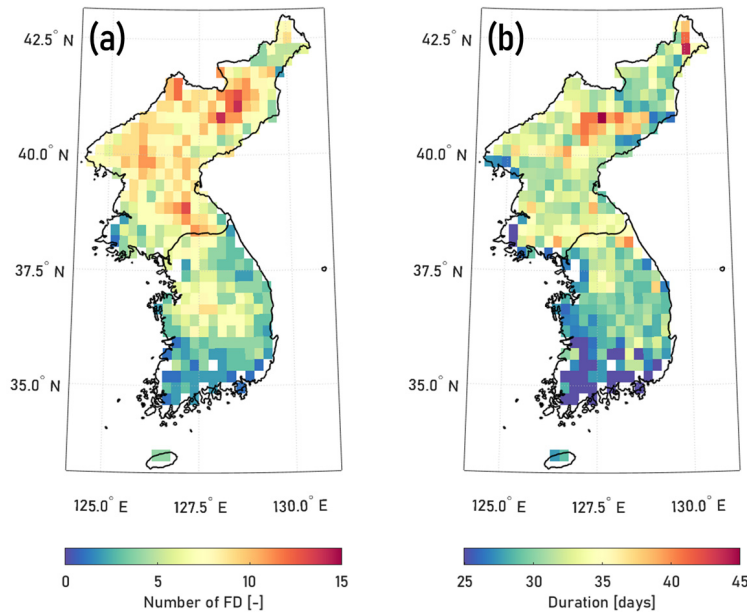 (a)
42.5° N
40.0° N
37.5° N
35.0° N
125.0° E
127.5° E
130.0° E
0
5
10
15
Number of FD [-]
(b)
42.5° N
40.0° N
37.5° N
35.0° N
125.0° E
127.5° E
130.0° E
25
30
35
40
45
Duration [days]